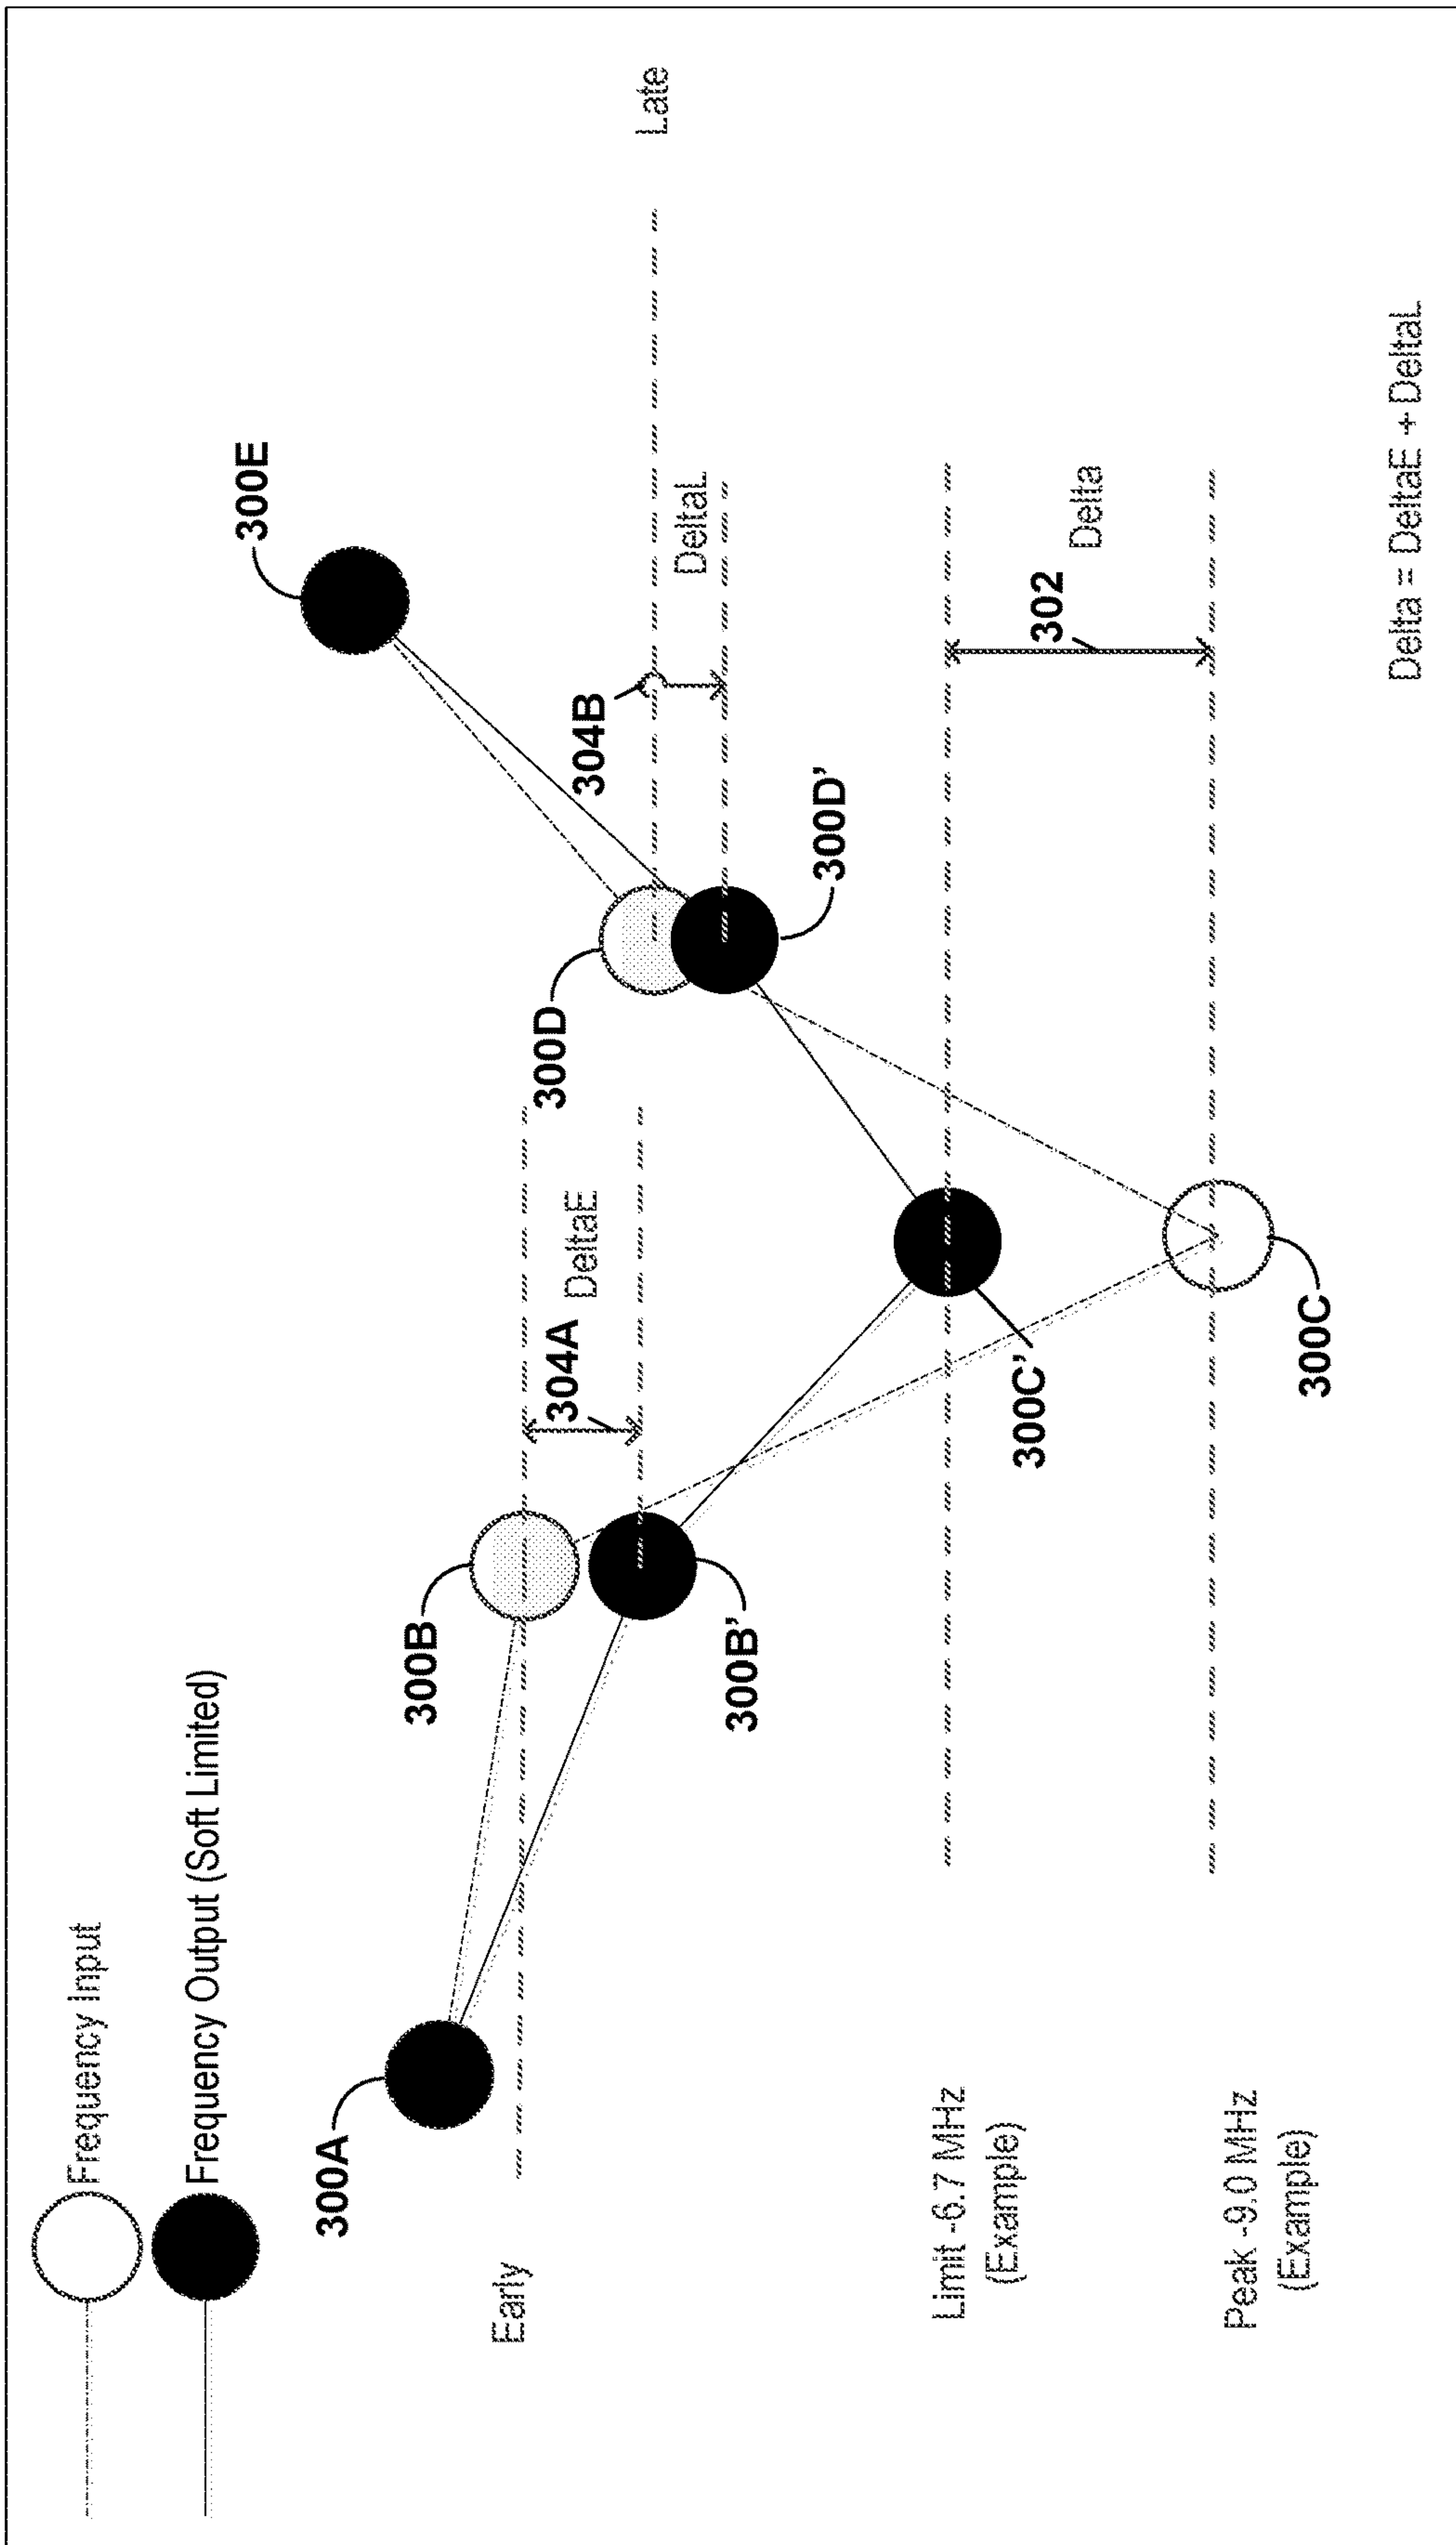 Frequency Input
Frequency Output (Soft Limited)
300A
300B
300B’
300C’
300C
300D
300D’
300E
304A
DeltaE
304B
DeltaL
302
Delta
Early
Late
Limit -6.7 MHz
(Example)
Peak -9.0 MHz
(Example)
Delta = DeltaE + DeltaL